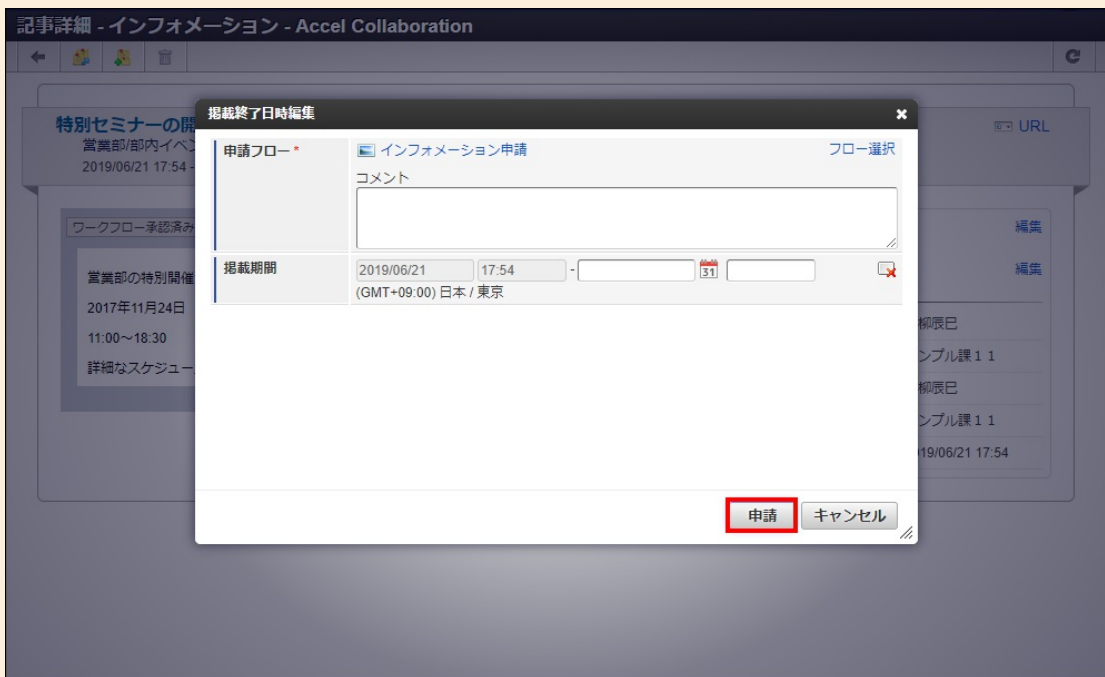 記事詳細 - インフォメーション - Accel Collaboration
掲載終了日時編集
特別セミナーの開
URL
営業部/部内イベン
2019/06/21 17:54 -
申請フロー *
インフォメーション申請
フロー選択
コメント
ワークフロー承認済み
編集
掲載期間
2019/06/21 17:54 - 31
(GMT+09:00) 日本 / 東京
編集
営業部の特別開催
2017年11月24日
11:00～18:30
詳細なスケジュー
柳辰巳
ンプル課11
柳辰巳
ンプル課11
19/06/21 17:54
申請 キャンセル